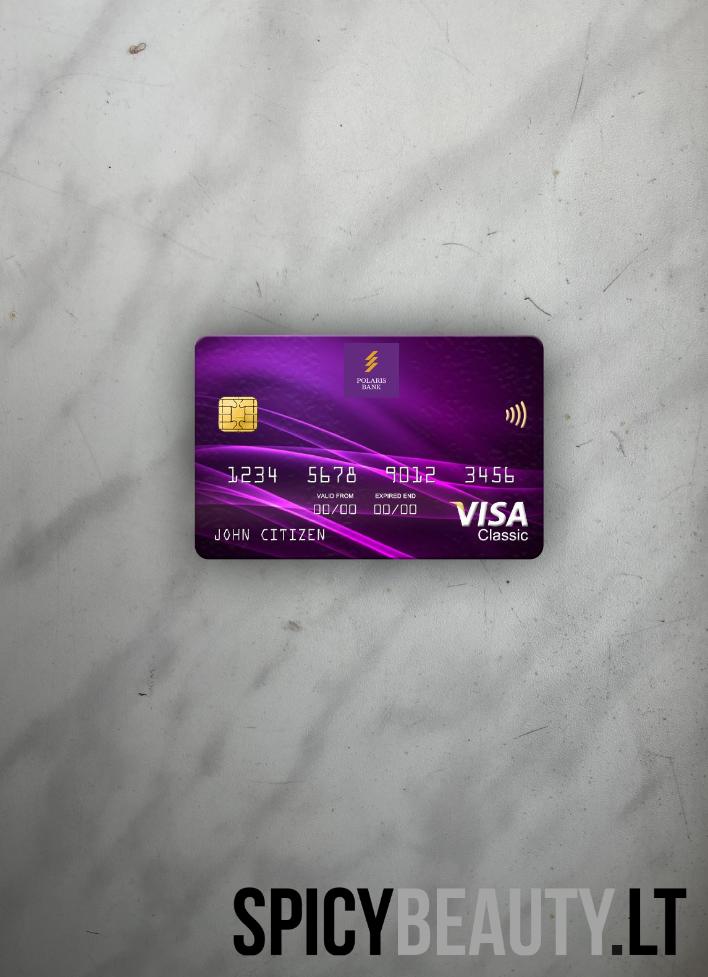 POLARIS
BANK
1234 5678 9012 3456
VALID FROM EXPIRED END
00/00 00/00
VISA
Classic
JOHN CITIZEN
SPICYBEAUTY.LT